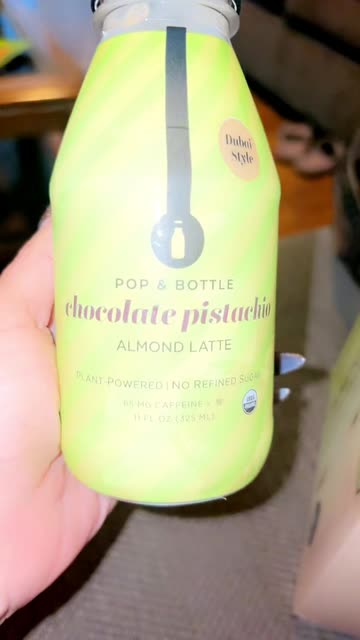 Dubai
Style
POP & BOTTLE
chocolate pistachio
ALMOND LATTE
PLANT-POWERED | NO REFINED SUGAR
11 FL OZ (325 ML)